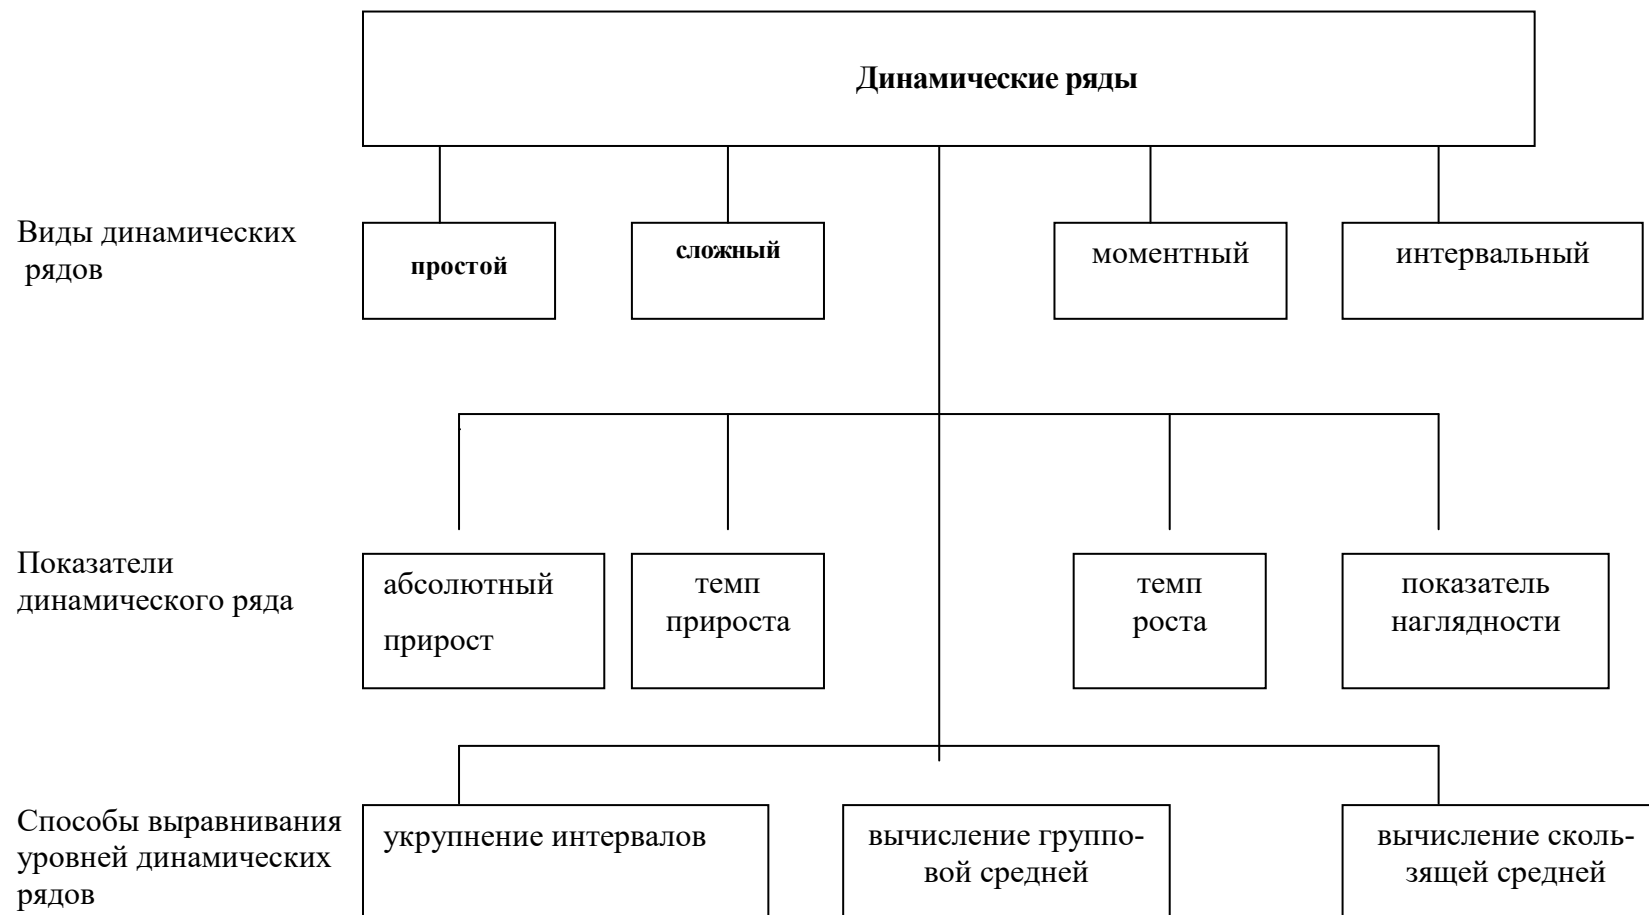 Динамические ряды
Виды динамических
рядов
простой
сложный
моментный
интервальный
Показатели
динамического ряда
абсолютный
прирост
темп
прироста
темп
роста
показатель
наглядности
Способы выравнивания
уровней динамических
рядов
укрупнение интервалов
вычисление группо-
вой средней
вычисление сколь-
зящей средней